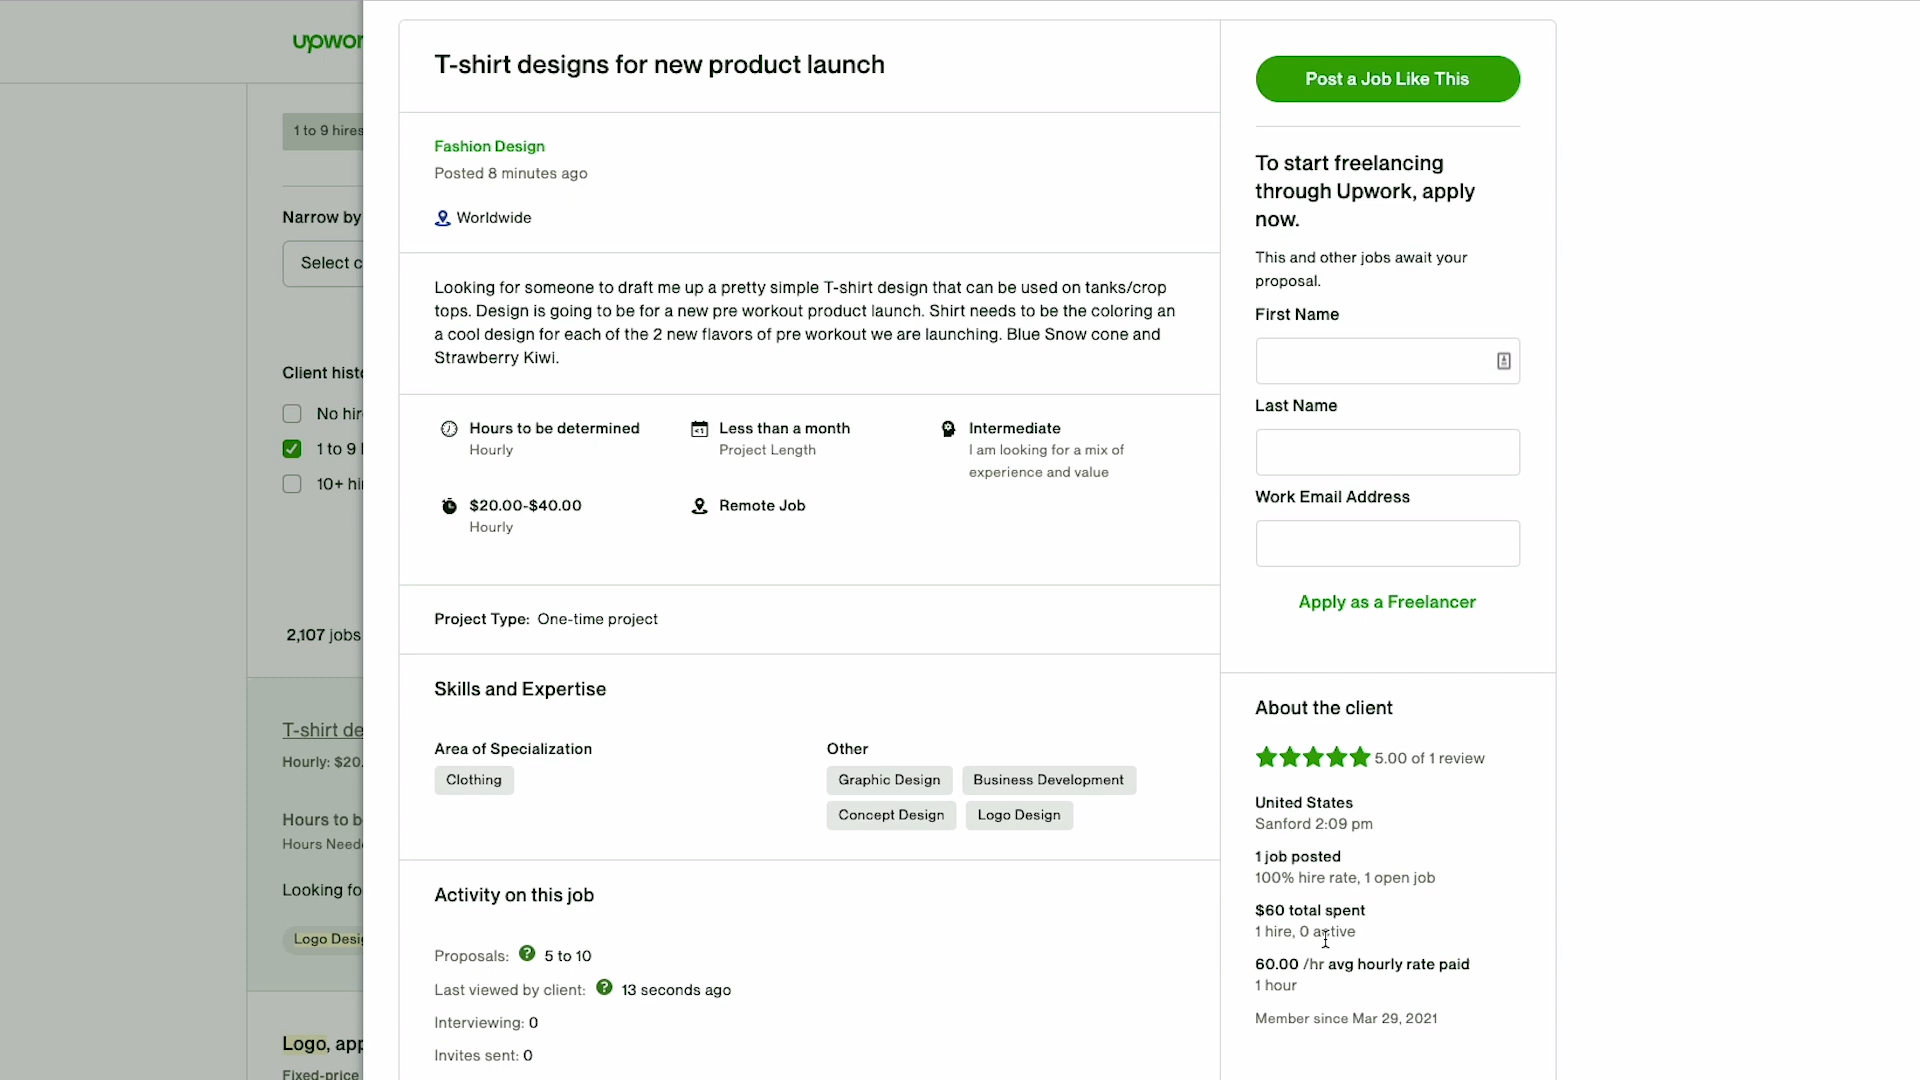 upwor
1 to 9 hires
Narrow by
Select c
Client histo
No hir
1 to 9 h
10+ hi
2,107 jobs
T-shirt de
Hourly: $20.
Hours to b
Hours Neede
Looking fo
Logo Desig
Logo, app
Fixed-price
T-shirt designs for new product launch
Fashion Design
Posted 8 minutes ago
Worldwide
Looking for someone to draft me up a pretty simple T-shirt design that can be used on tanks/crop
tops. Design is going to be for a new pre workout product launch. Shirt needs to be the coloring an
a cool design for each of the 2 new flavors of pre workout we are launching. Blue Snow cone and
Strawberry Kiwi.
Hours to be determined
Hourly
Less than a month
Project Length
Intermediate
I am looking for a mix of
experience and value
$20.00-$40.00
Hourly
Remote Job
Project Type: One-time project
Skills and Expertise
Area of Specialization
Clothing
Other
Graphic Design
Business Development
Concept Design
Logo Design
Activity on this job
Proposals: ? 5 to 10
Last viewed by client: ? 13 seconds ago
Interviewing: 0
Invites sent: 0
Post a Job Like This
To start freelancing
through Upwork, apply
now.
This and other jobs await your
proposal.
First Name
Last Name
Work Email Address
Apply as a Freelancer
About the client
5.00 of 1 review
United States
Sanford 2:09 pm
1 job posted
100% hire rate, 1 open job
$60 total spent
1 hire, 0 active
60.00 /hr avg hourly rate paid
1 hour
Member since Mar 29, 2021